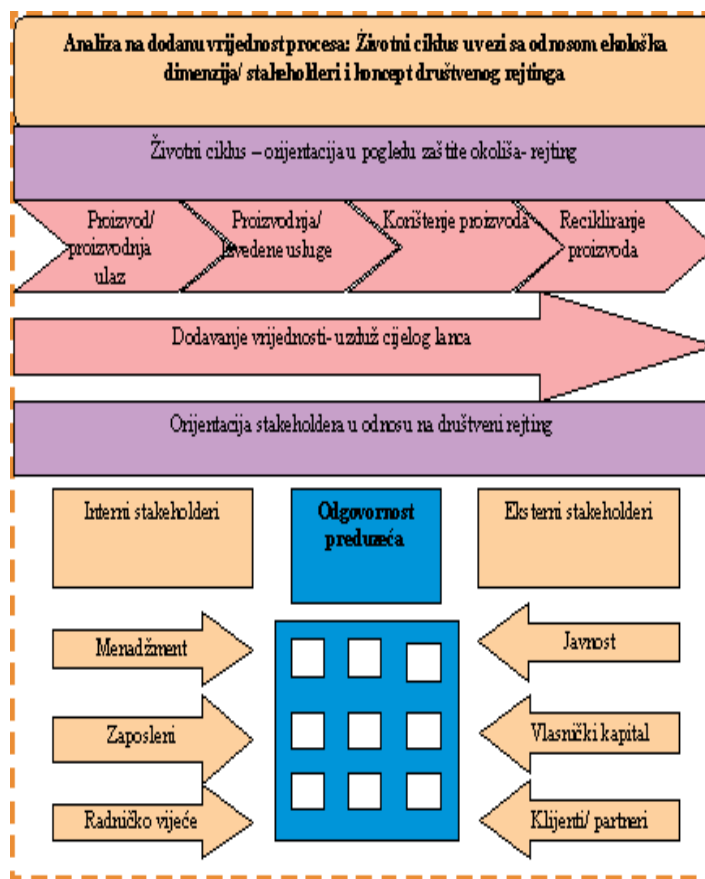 Analiza na dodanu vrijednost procesa: Životni ciklus u vezi sa odnosom ekološka
dimenzija/ stakeholderi i koncept društvenog rejtinga
Životni ciklus – orijentacija u pogledu zaštite okoliša- rejting
Proizvod/
proizvodnja
ulaz
Proizvodnja/
izvedene usluge
Korištenje proizvoda
Recikliranje
proizvoda
Dodavanje vrijednosti- uzduž cijelog lanca
Orijentacija stakeholdera u odnosu na društveni rejting
Interni stakeholderi
Odgovornost
preduzeća
Eksterni stakeholderi
Menadžment
Javnost
Zaposleni
Vlasnički kapital
Radničko vijeće
Klijenti/ partneri